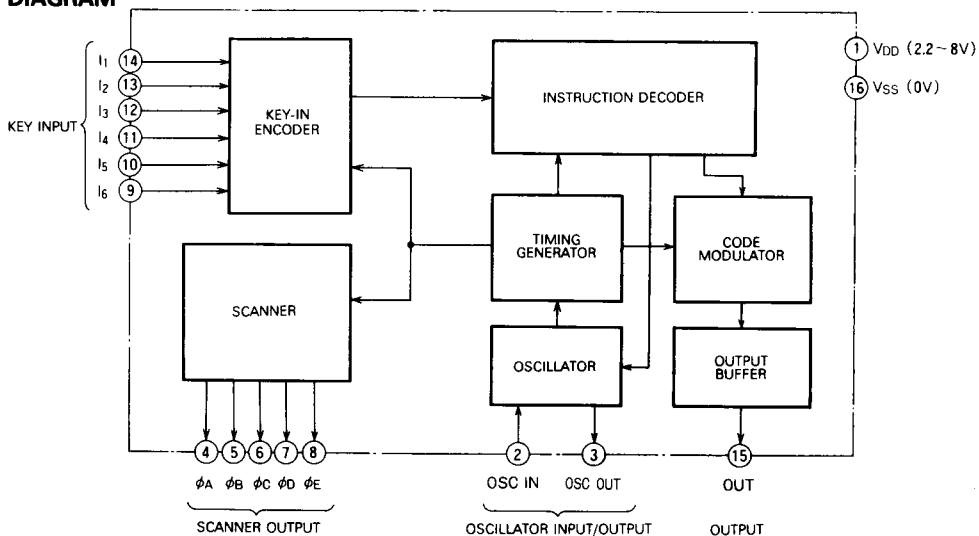 DIAGRAM
KEY INPUT
I1 14
I2 13
I3 12
I4 11
I5 10
I6 9
KEY-IN
ENCODER
INSTRUCTION DECODER
1 VDD (2.2~8V)
16 VSS (0V)
TIMING
GENERATOR
CODE
MODULATOR
SCANNER
OSCILLATOR
OUTPUT
BUFFER
4 5 6 7 8 2 3 15
ϕA ϕB ϕC ϕD ϕE OSC IN OSC OUT OUT
SCANNER OUTPUT OSCILLATOR INPUT/OUTPUT OUTPUT